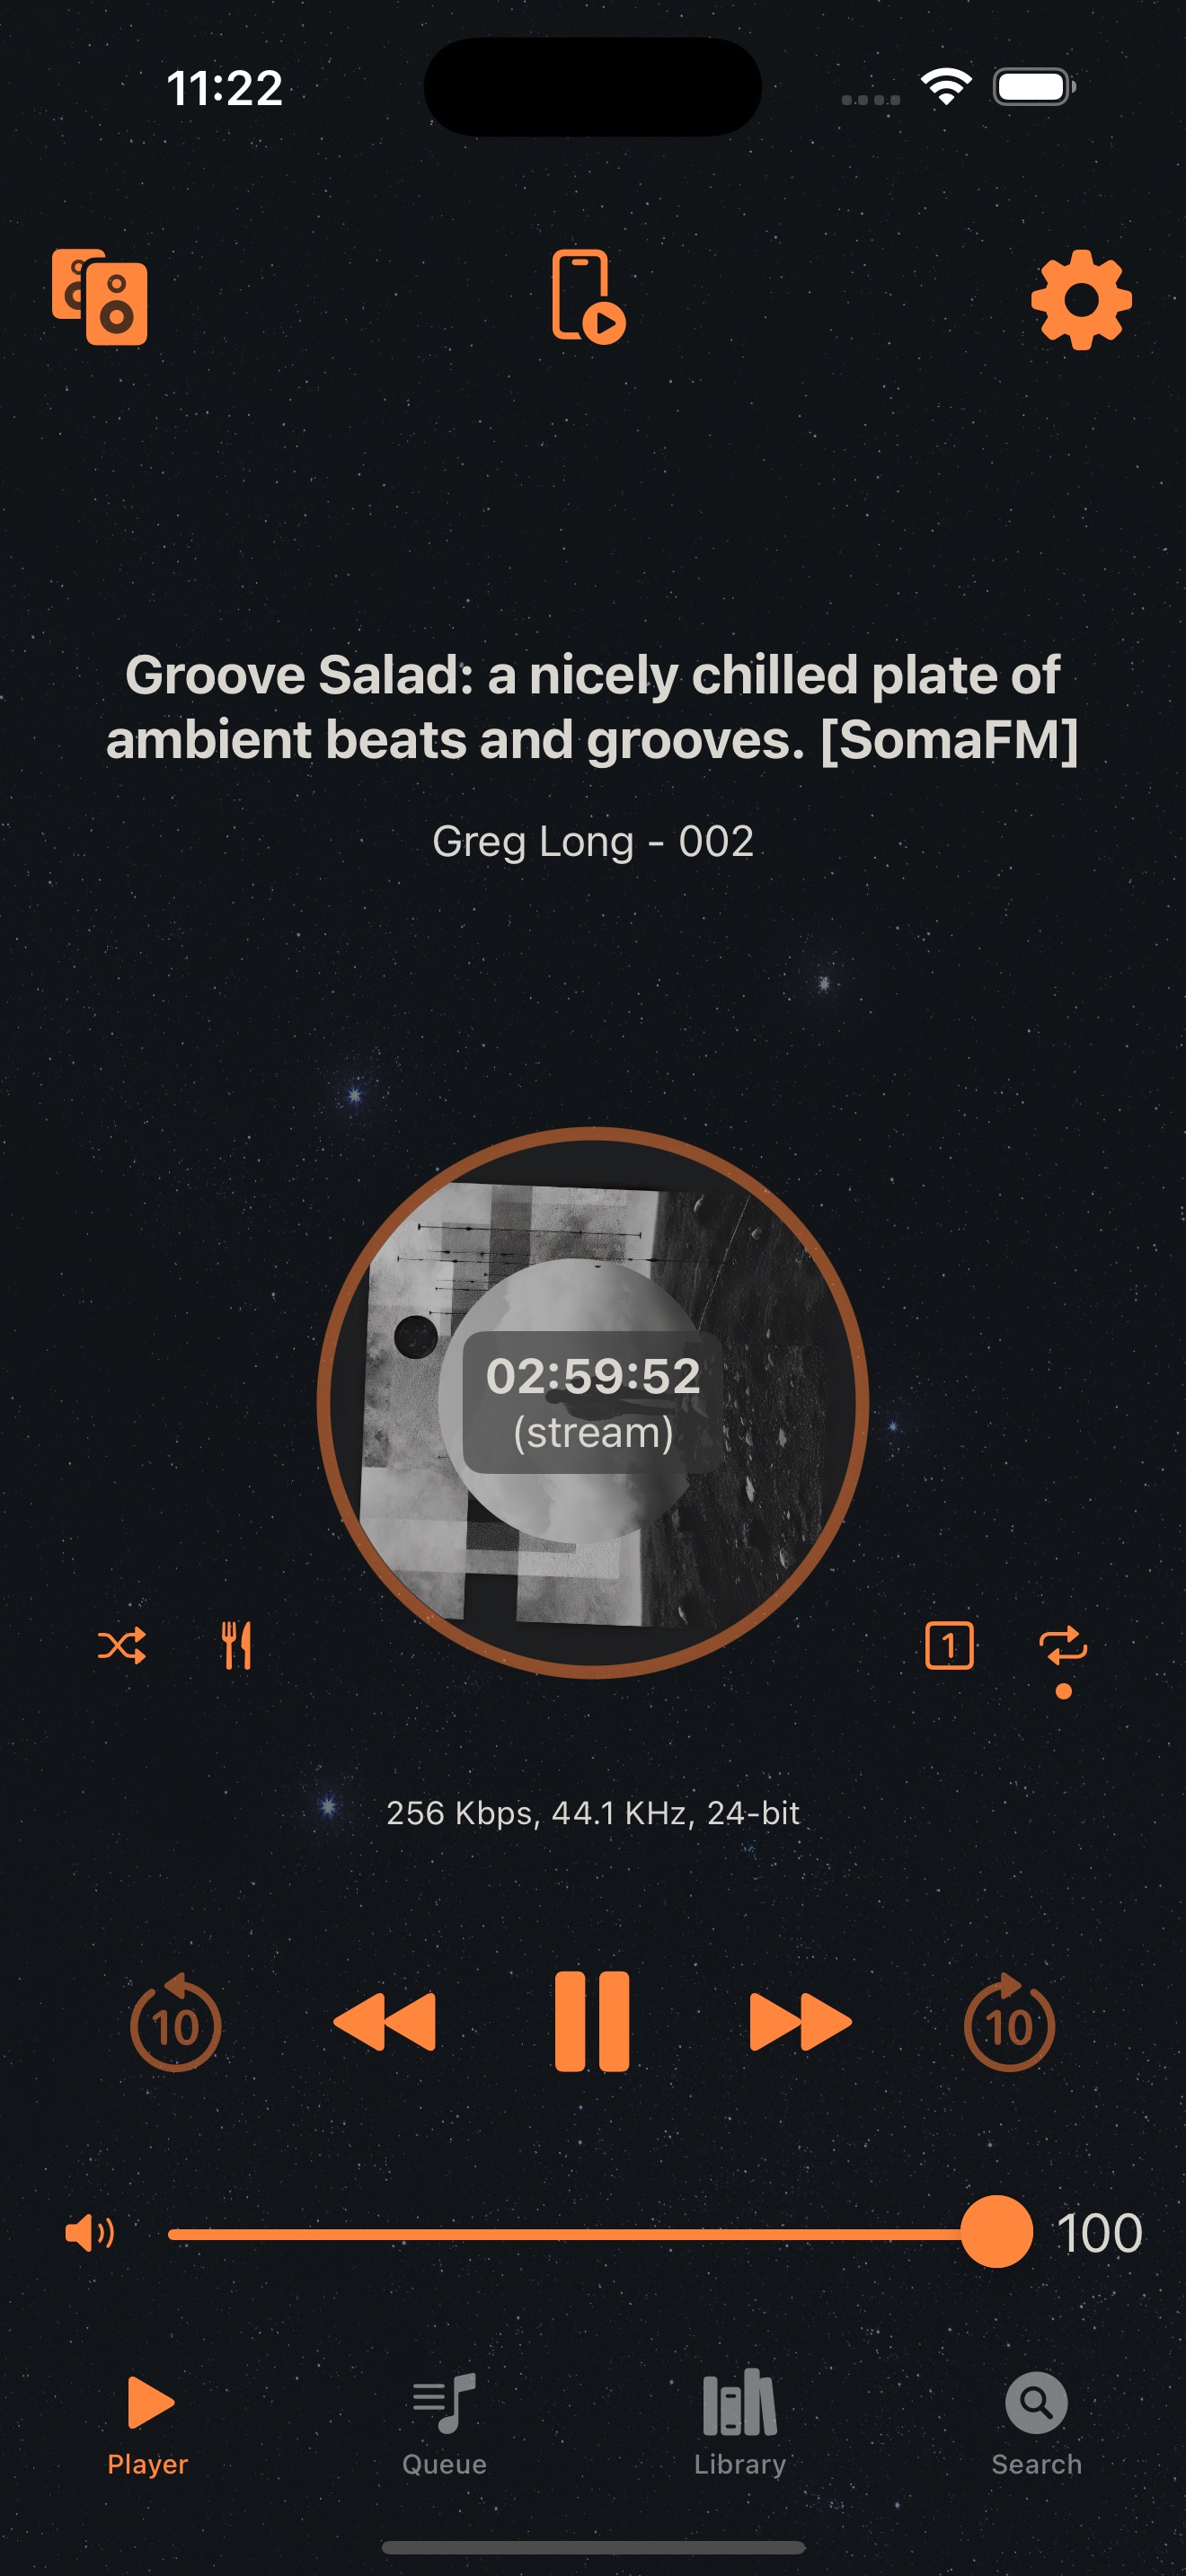 11:22
Groove Salad: a nicely chilled plate of
ambient beats and grooves. [SomaFM]
Greg Long - 002
02:59:52
(stream)
1
256 Kbps, 44.1 KHz, 24-bit
10
10
100
Player
Queue
Library
Search